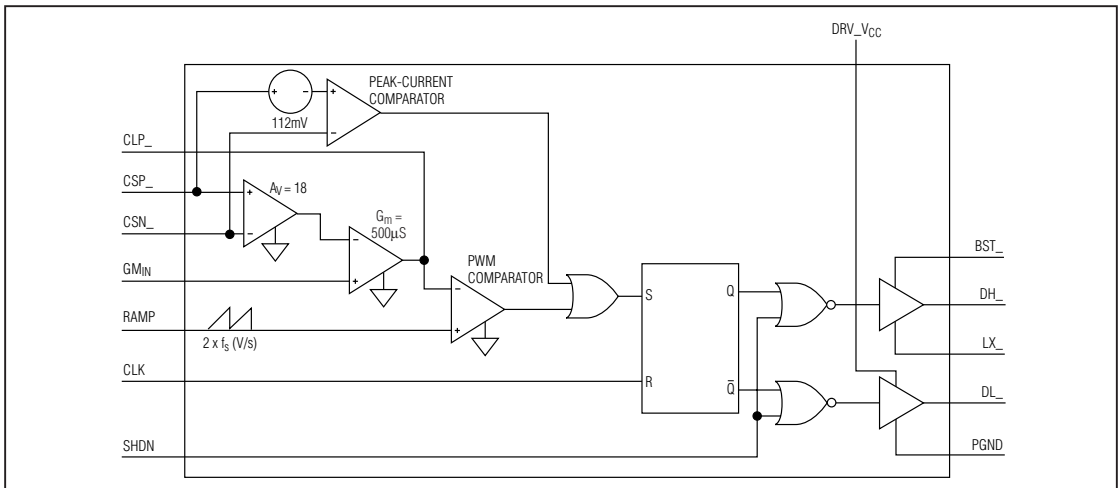 DRV_VCC
PEAK-CURRENT
COMPARATOR
+
-
+
-
112mV
CLP_
CSP_
AV = 18
+
CSN_
-
Gm =
500µS
-
BST_
GMIN
+
PWM
COMPARATOR
-
S
Q
DH_
RAMP
+
2 x fs (V/s)
LX_
CLK
R
Q̅
DL_
SHDN
PGND